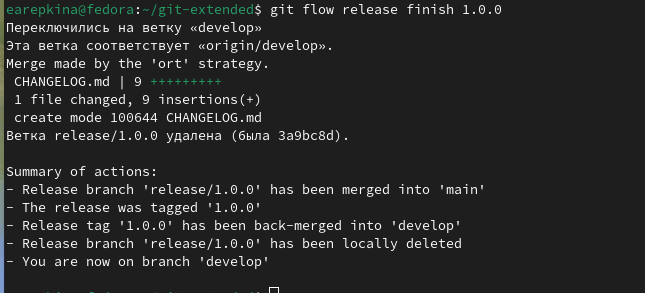 earepkina@fedora:~/git-extended$ git flow release finish 1.0.0
Переключились на ветку «develop»
Эта ветка соответствует «origin/develop».
Merge made by the 'ort' strategy.
CHANGELOG.md | 9 +++++++++
1 file changed, 9 insertions(+)
create mode 100644 CHANGELOG.md
Ветка release/1.0.0 удалена (была 3a9bc8d).
Summary of actions:
- Release branch 'release/1.0.0' has been merged into 'main'
- The release was tagged '1.0.0'
- Release tag '1.0.0' has been back-merged into 'develop'
- Release branch 'release/1.0.0' has been locally deleted
- You are now on branch 'develop'